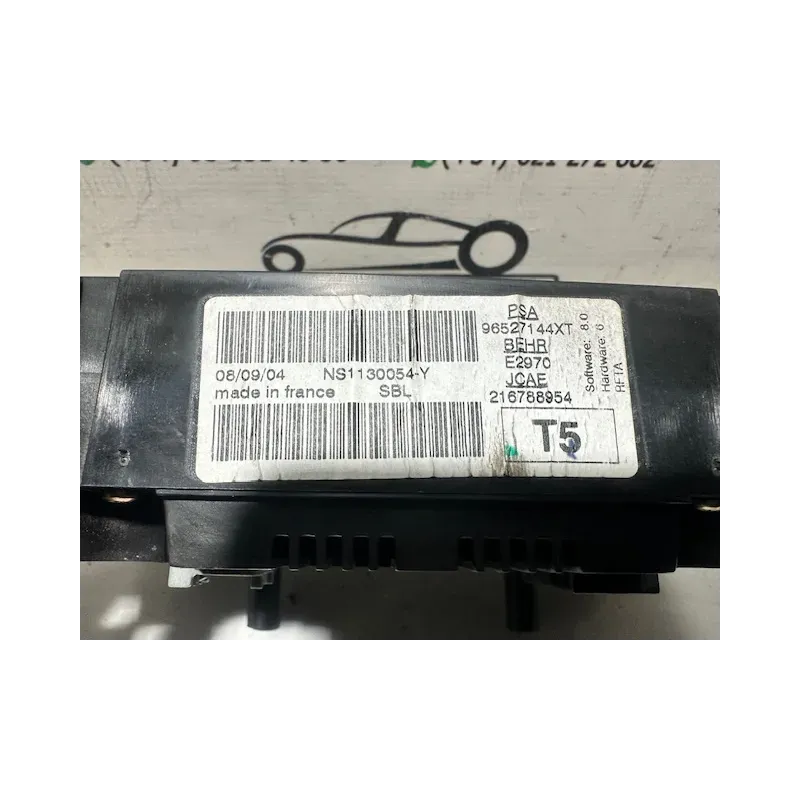 PSA
96527144XT
BEHR
E2970
JCAE
216788954
T5
08/09/04 NS1130054-Y
made in france SBL
Software: 8.0
Hardware: 6